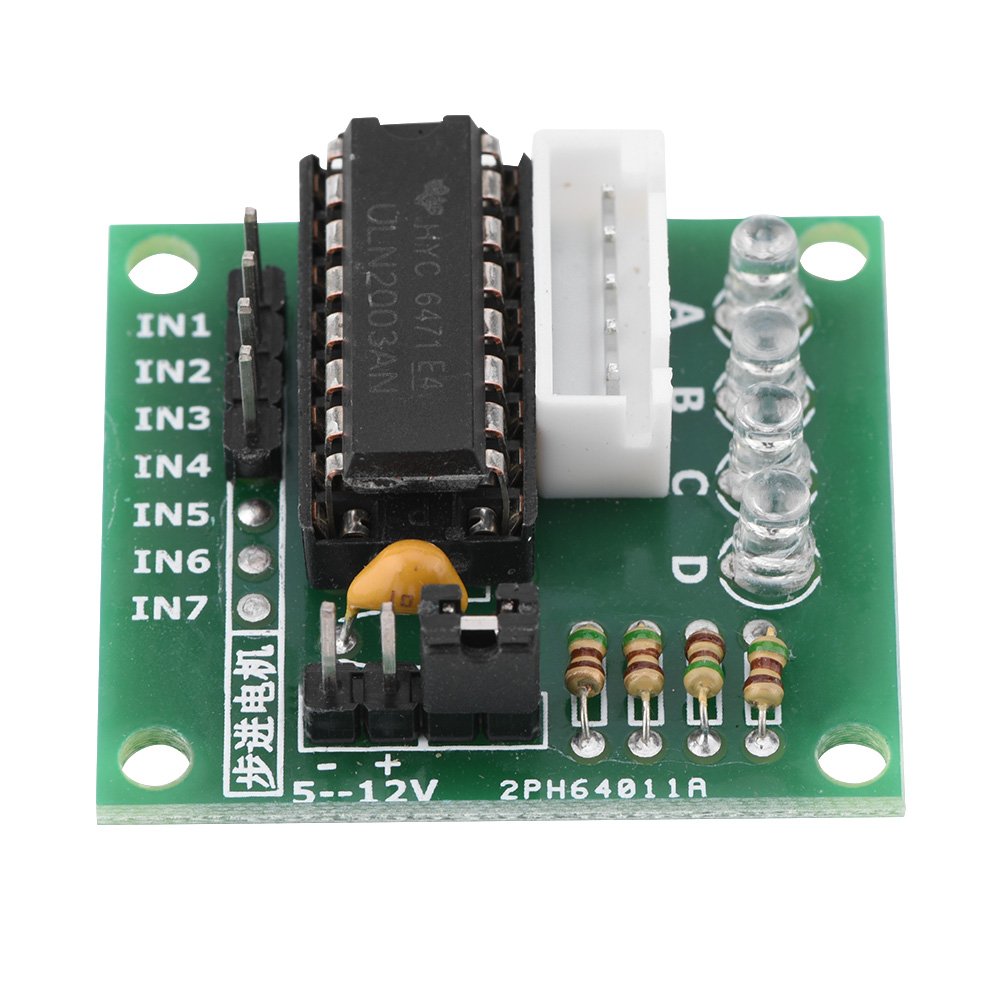 HYC 6471 E4
ULN2003AN
A
B
C
D
IN1
IN2
IN3
IN4
IN5
IN6
IN7
步进电机
- +
5--12V
2PH64011A